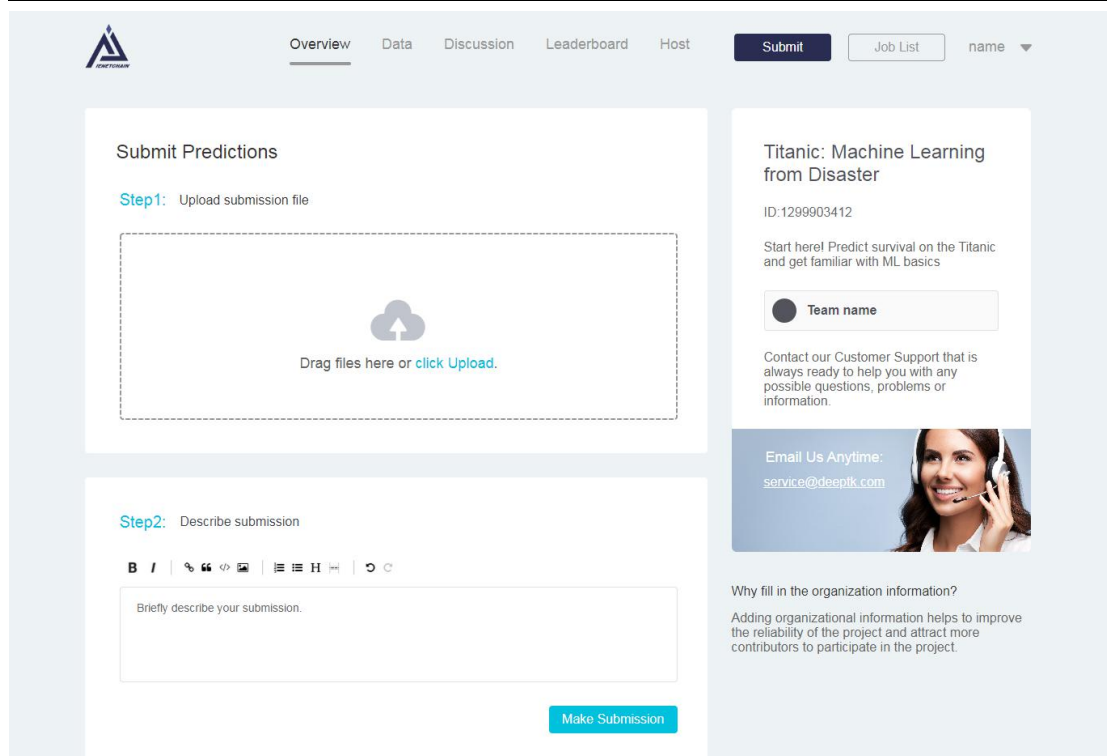 IENETCHAIN
Overview Data Discussion Leaderboard Host Submit Job List name
Submit Predictions
Step1: Upload submission file
Drag files here or click Upload.
Step2: Describe submission
B I H
Briefly describe your submission.
Make Submission
Titanic: Machine Learning
from Disaster
ID:1299903412
Start here! Predict survival on the Titanic
and get familiar with ML basics
Team name
Contact our Customer Support that is
always ready to help you with any
possible questions, problems or
information.
Email Us Anytime:
service@deeptk.com
Why fill in the organization information?
Adding organizational information helps to improve
the reliability of the project and attract more
contributors to participate in the project.